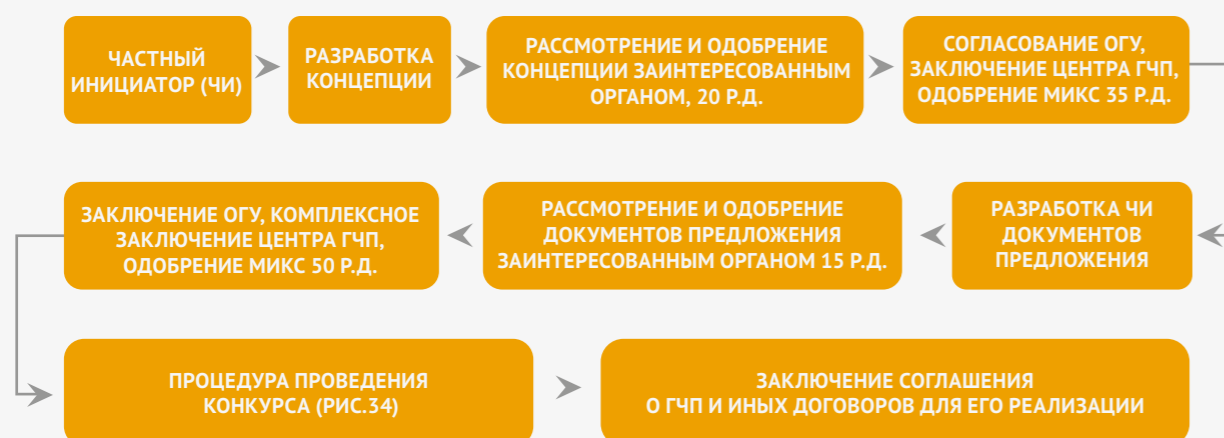 ЧАСТНЫЙ
ИНИЦИАТОР (ЧИ)
РАЗРАБОТКА
КОНЦЕПЦИИ
РАССМОТРЕНИЕ И ОДОБРЕНИЕ
КОНЦЕПЦИИ ЗАИНТЕРЕСОВАННЫМ
ОРГАНОМ, 20 Р.Д.
СОГЛАСОВАНИЕ ОГУ,
ЗАКЛЮЧЕНИЕ ЦЕНТРА ГЧП,
ОДОБРЕНИЕ МИКС 35 Р.Д.
РАЗРАБОТКА ЧИ
ДОКУМЕНТОВ
ПРЕДЛОЖЕНИЯ
РАССМОТРЕНИЕ И ОДОБРЕНИЕ
ДОКУМЕНТОВ ПРЕДЛОЖЕНИЯ
ЗАИНТЕРЕСОВАННЫМ ОРГАНОМ 15 Р.Д.
ЗАКЛЮЧЕНИЕ ОГУ, КОМПЛЕКСНОЕ
ЗАКЛЮЧЕНИЕ ЦЕНТРА ГЧП,
ОДОБРЕНИЕ МИКС 50 Р.Д.
ПРОЦЕДУРА ПРОВЕДЕНИЯ
КОНКУРСА (РИС.34)
ЗАКЛЮЧЕНИЕ СОГЛАШЕНИЯ
О ГЧП И ИНЫХ ДОГОВОРОВ ДЛЯ ЕГО РЕАЛИЗАЦИИ